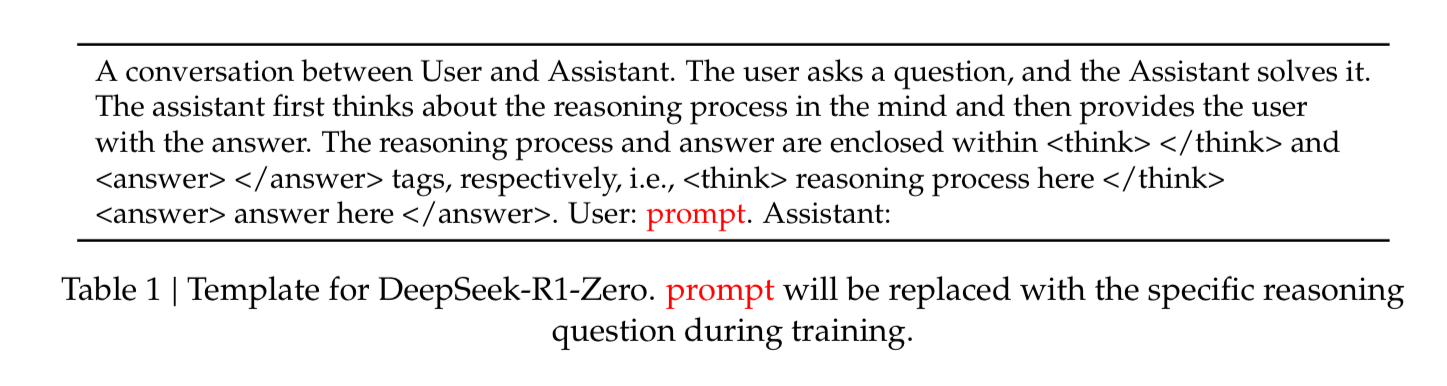 A conversation between User and Assistant. The user asks a question, and the Assistant solves it.
The assistant first thinks about the reasoning process in the mind and then provides the user
with the answer. The reasoning process and answer are enclosed within <think> </think> and
<answer> </answer> tags, respectively, i.e., <think> reasoning process here </think>
<answer> answer here </answer>. User: prompt. Assistant:
Table 1 | Template for DeepSeek-R1-Zero. prompt will be replaced with the specific reasoning
question during training.